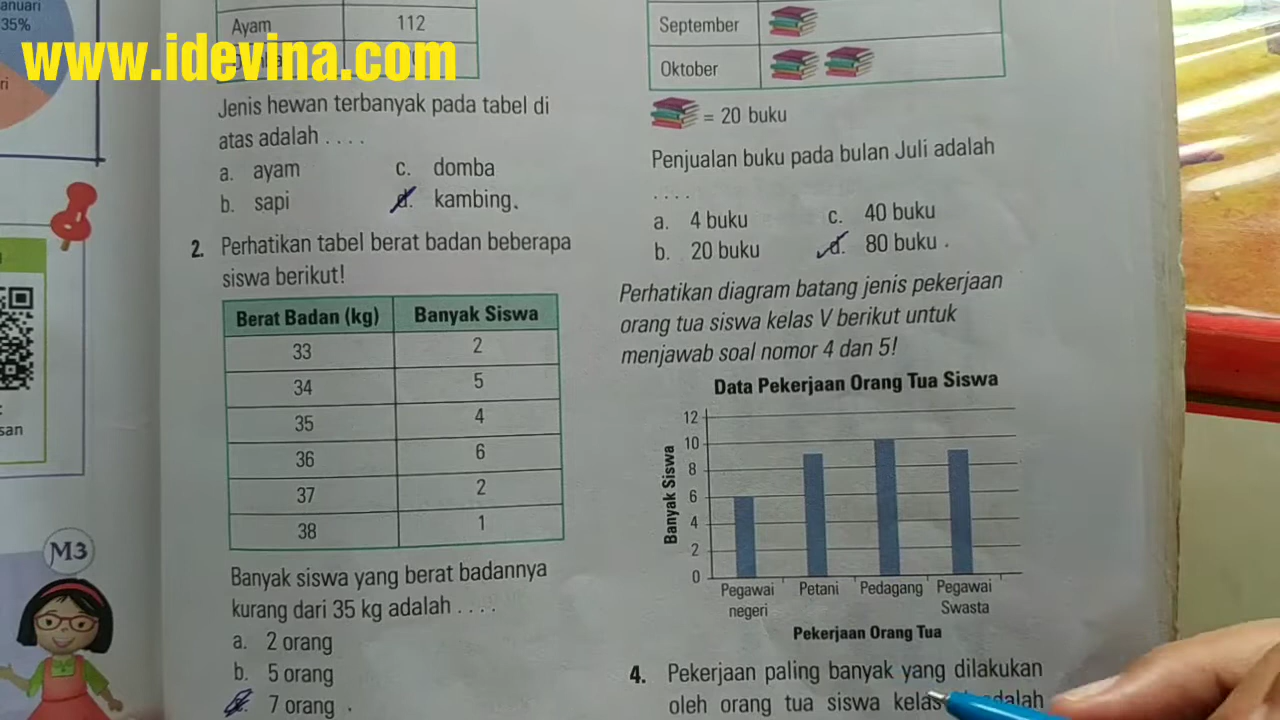 anuari
35%
ri
www.idevina.com
san
M3
Ayam 112
Jenis hewan terbanyak pada tabel di
atas adalah . . . .
a. ayam c. domba
b. sapi d. kambing.
2. Perhatikan tabel berat badan beberapa
siswa berikut!
Berat Badan (kg) Banyak Siswa
33 2
34 5
35 4
36 6
37 2
38 1
Banyak siswa yang berat badannya
kurang dari 35 kg adalah . . . .
a. 2 orang
b. 5 orang
7 orang .
September
Oktober
= 20 buku
Penjualan buku pada bulan Juli adalah
. . . .
a. 4 buku c. 40 buku
b. 20 buku d. 80 buku .
Perhatikan diagram batang jenis pekerjaan
orang tua siswa kelas V berikut untuk
menjawab soal nomor 4 dan 5!
Data Pekerjaan Orang Tua Siswa
Banyak Siswa
12
10
8
6
4
2
0
Pegawai negeri
Petani
Pedagang
Pegawai Swasta
Pekerjaan Orang Tua
4. Pekerjaan paling banyak yang dilakukan
oleh orang tua siswa kelas adalah